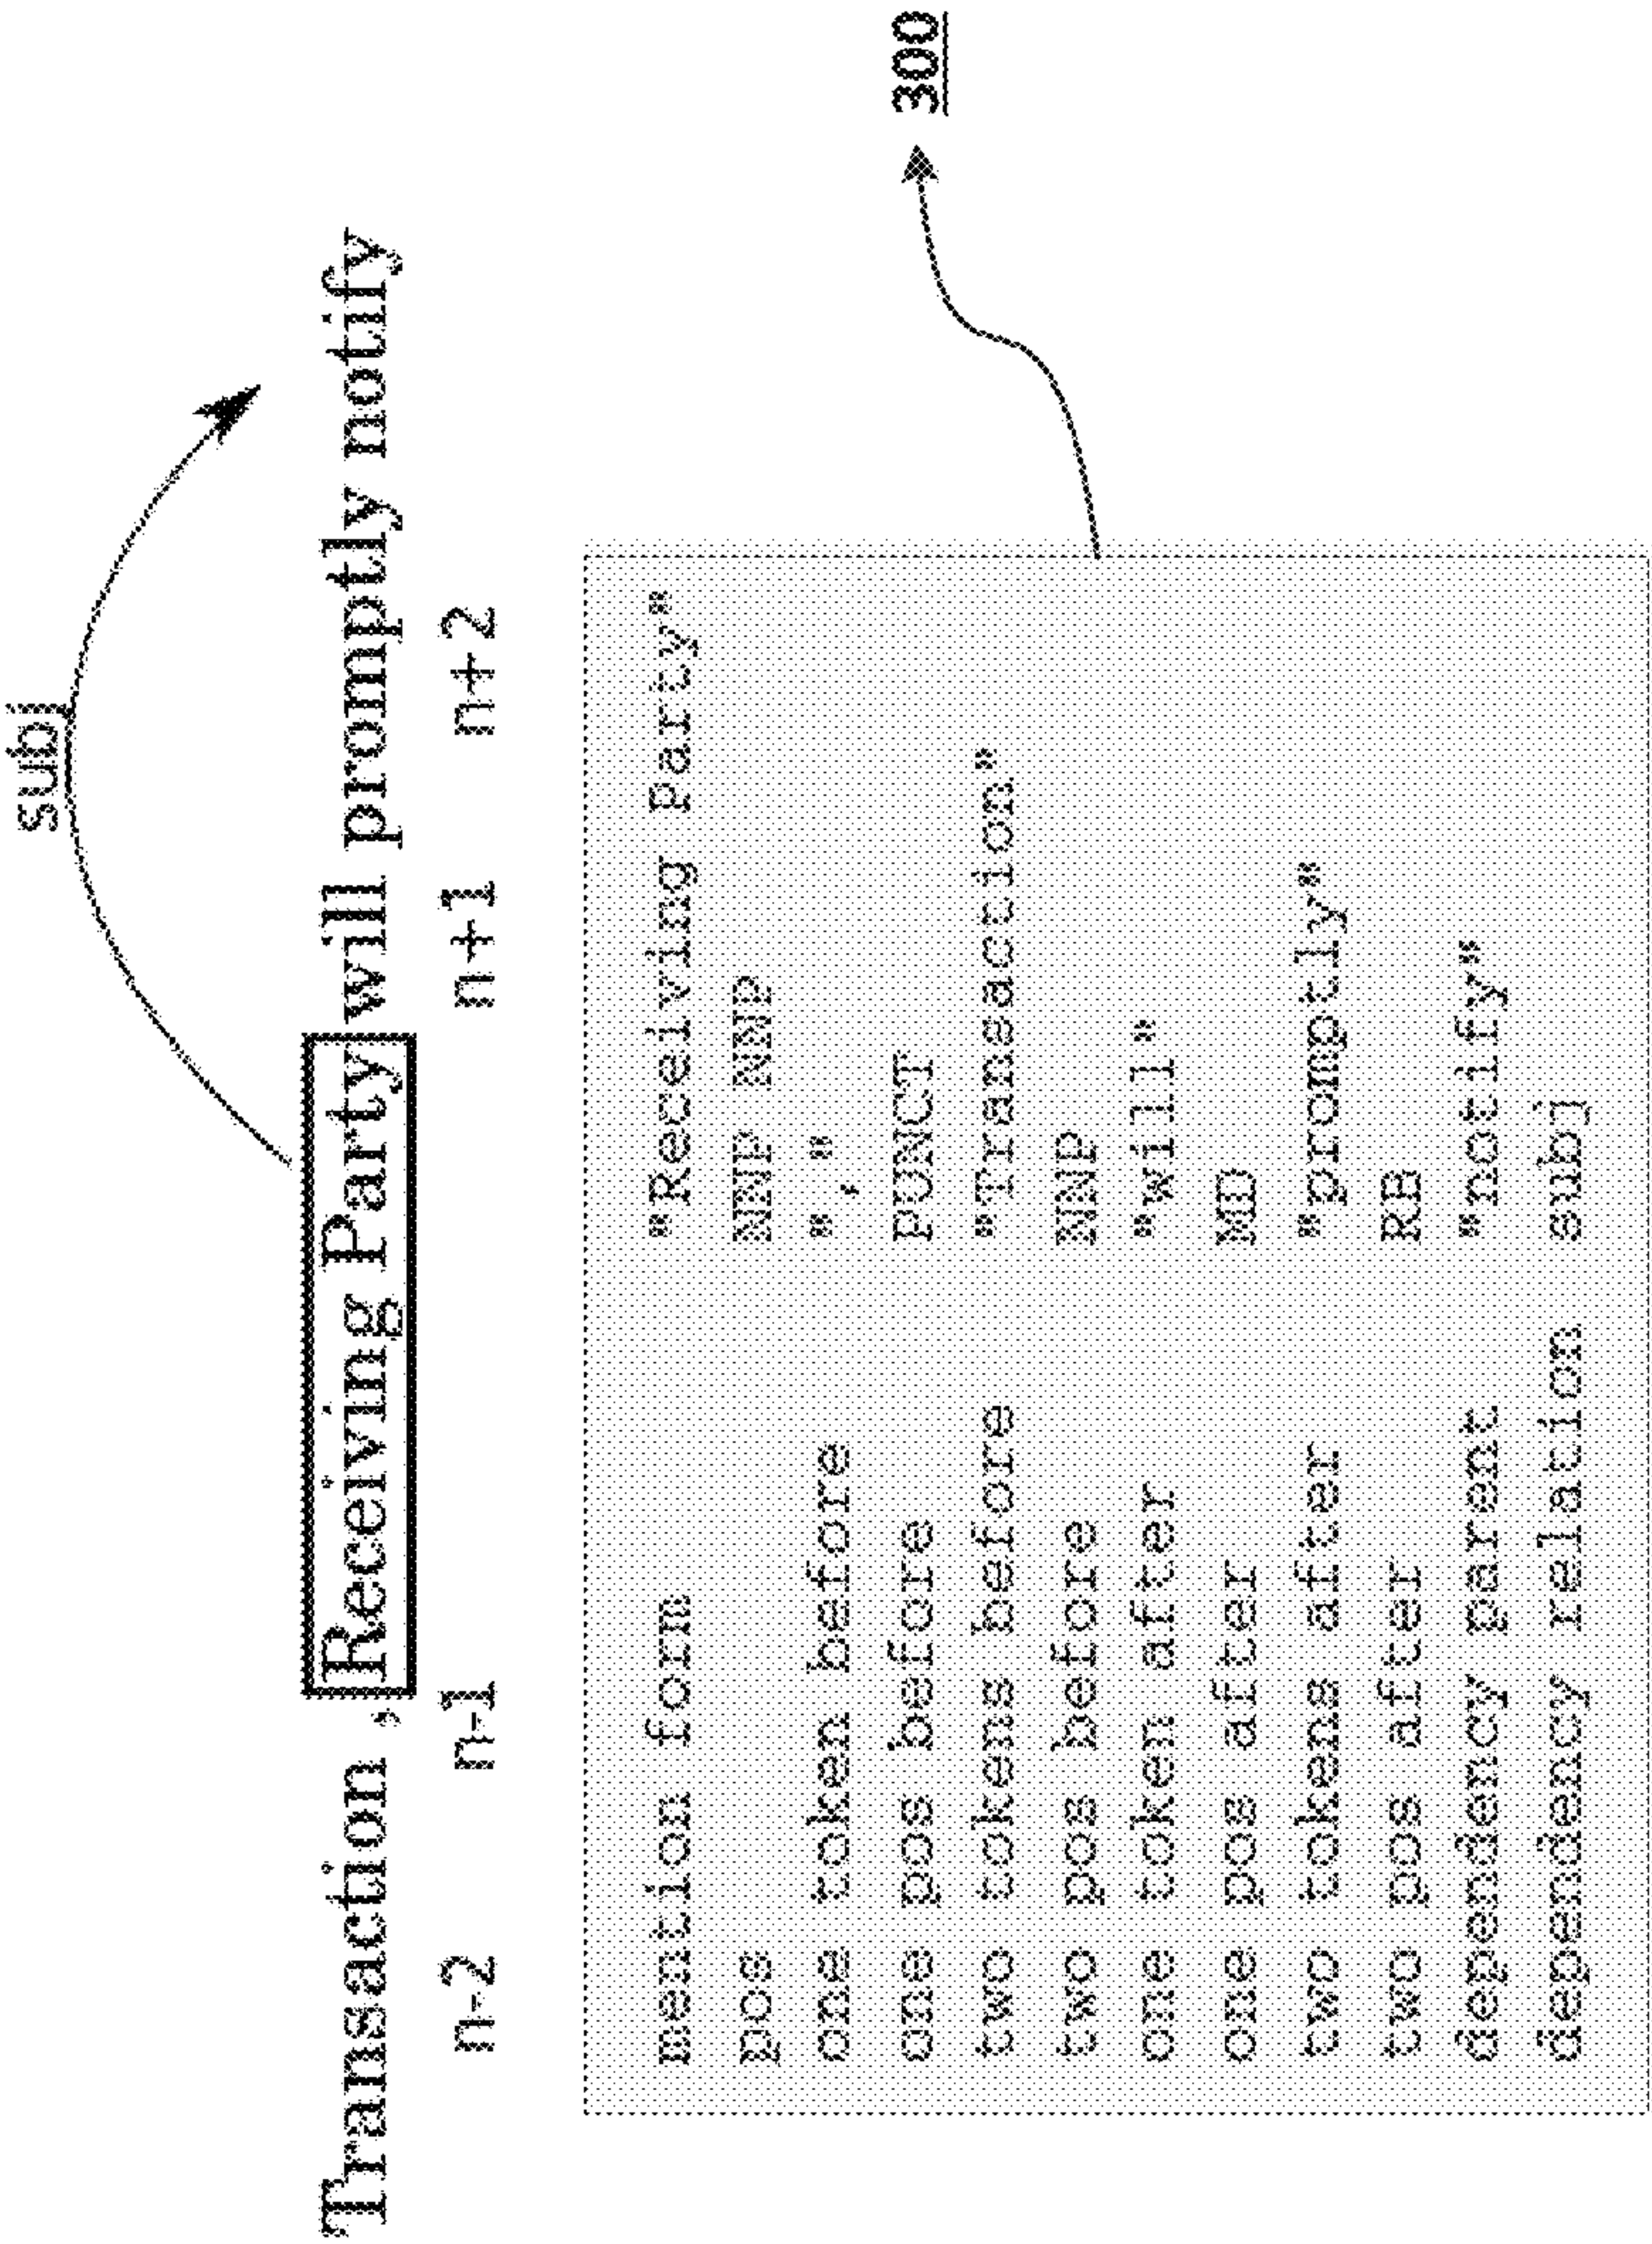 subj
Transaction , Receiving Party will promptly notify
n-2 n-1 n+1 n+2
mention form "Receiving Party"
pos NNP NNP
one token before ","
one pos before PUNCT
two tokens before "Transaction"
two pos before NNP
one token after "will"
one pos after MD
two tokens after "promptly"
two pos after RB
dependency parent "notify"
dependency relation subj
300